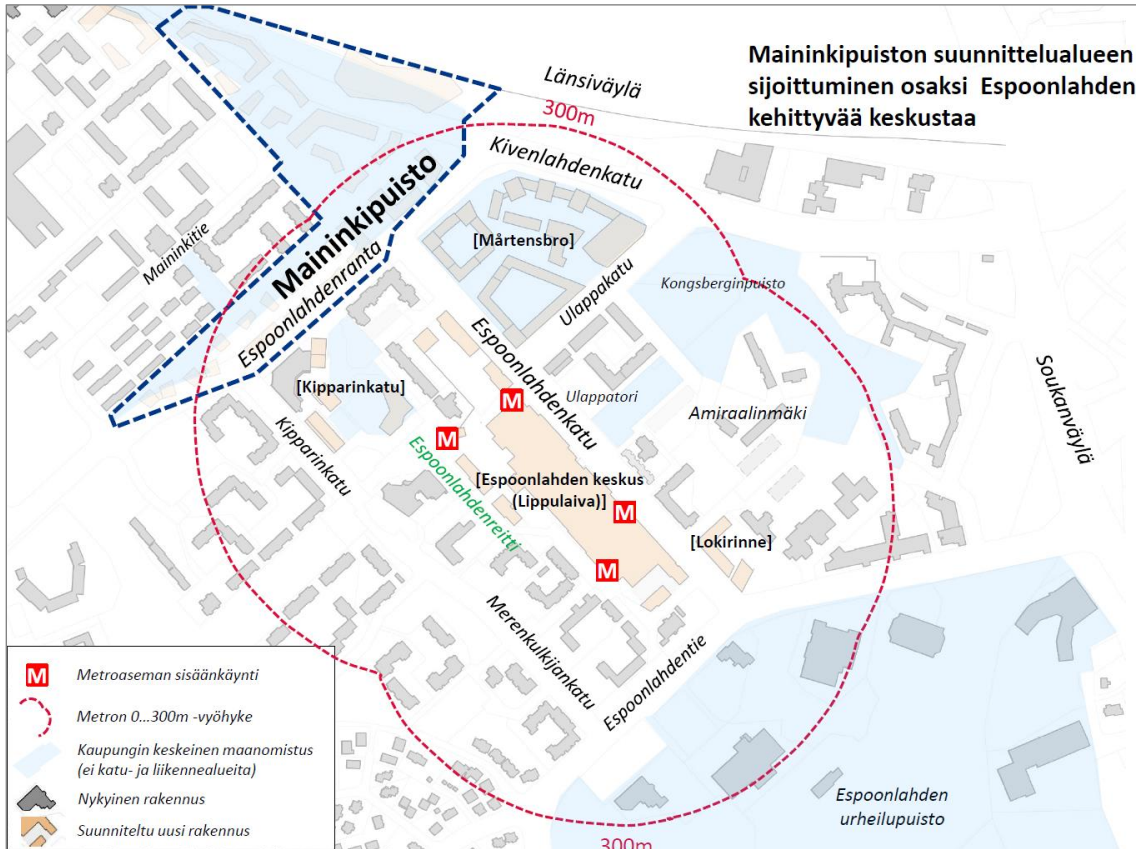 Maininkipuiston suunnittelualueen
sijoittuminen osaksi Espoonlahden
kehittyvää keskustaa
Länsiväylä
300m
Kivenlahdenkatu
Maininkipuisto
[Mårtensbro]
Maininkitie
Espoonlahdenranta
Ulappakatu
Kongsberginpuisto
Espoonlahdenkatu
Soukanväylä
[Kipparinkatu]
M
Ulappatori
Amiraalinmäki
M
Kipparinkatu
Espoonlahdenreitti
[Espoonlahden keskus
(Lippulaiva)]
M
[Lokirinne]
M
Merenkulkijankatu
Espoonlahdentie
Espoonlahden
urheilupuisto
300m
M Metroaseman sisäänkäynti
Metron 0...300m -vyöhyke
Kaupungin keskeinen maanomistus
(ei katu- ja liikennealueita)
Nykyinen rakennus
Suunniteltu uusi rakennus